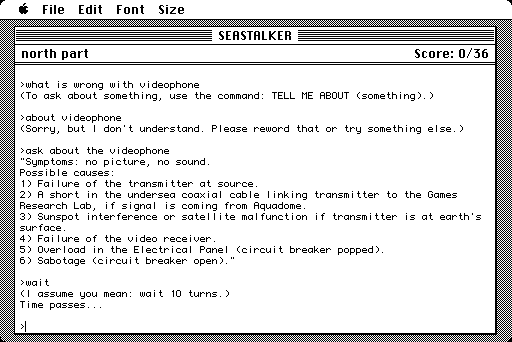 File Edit Font Size
SEASTALKER
north part Score: 0/36
>what is wrong with videophone
(To ask about something, use the command: TELL ME ABOUT (something).)
>about videophone
(Sorry, but I don't understand. Please reword that or try something else.)
>ask about the videophone
"Symptoms: no picture, no sound.
Possible causes:
1) Failure of the transmitter at source.
2) A short in the undersea coaxial cable linking transmitter to the Games
Research Lab, if signal is coming from Aquadome.
3) Sunspot interference or satellite malfunction if transmitter is at earth's
surface.
4) Failure of the video receiver.
5) Overload in the Electrical Panel (circuit breaker popped).
6) Sabotage (circuit breaker open)."
>wait
(I assume you mean: wait 10 turns.)
Time passes...
>